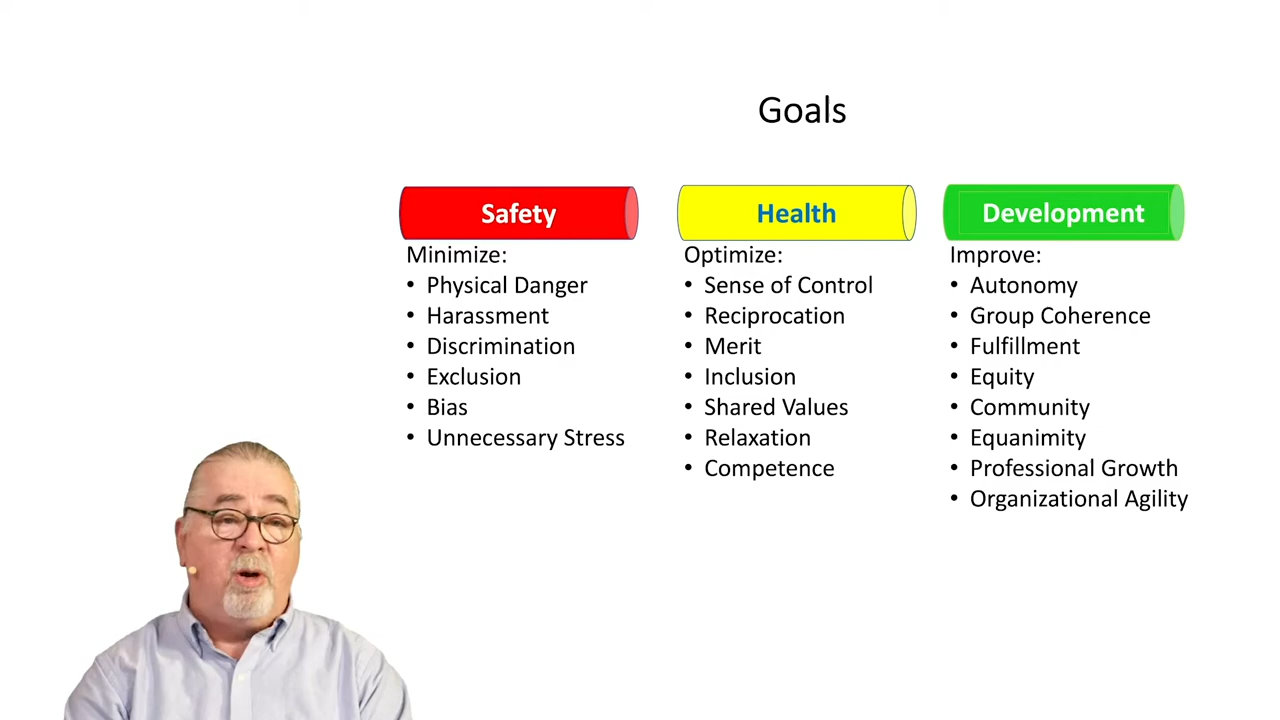 Goals
Safety
Minimize:
• Physical Danger
• Harassment
• Discrimination
• Exclusion
• Bias
• Unnecessary Stress
Health
Optimize:
• Sense of Control
• Reciprocation
• Merit
• Inclusion
• Shared Values
• Relaxation
• Competence
Development
Improve:
• Autonomy
• Group Coherence
• Fulfillment
• Equity
• Community
• Equanimity
• Professional Growth
• Organizational Agility